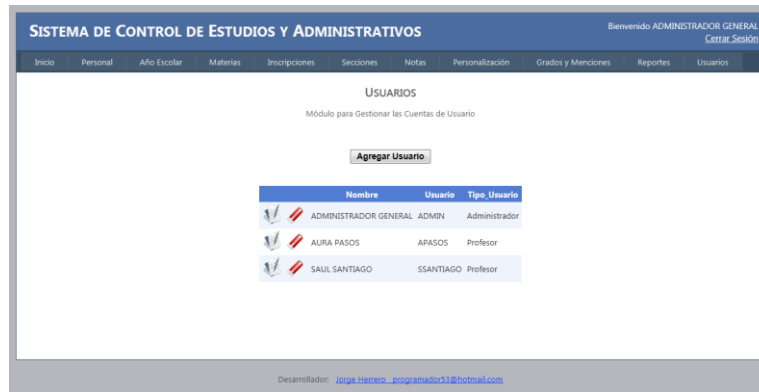 SISTEMA DE CONTROL DE ESTUDIOS Y ADMINISTRATIVOS
Bienvenido ADMINISTRADOR GENERAL
Cerrar Sesión
Inicio Personal Año Escolar Materias Inscripciones Secciones Notas Personalización Grados y Menciones Reportes Usuarios
USUARIOS
Módulo para Gestionar las Cuentas de Usuario
Agregar Usuario
Nombre Usuario Tipo_Usuario
ADMINISTRADOR GENERAL ADMIN Administrador
AURA PASOS APASOS Profesor
SAUL SANTIAGO SSANTIAGO Profesor
Desarrollador: Jorge Herrero programador53@hotmail.com